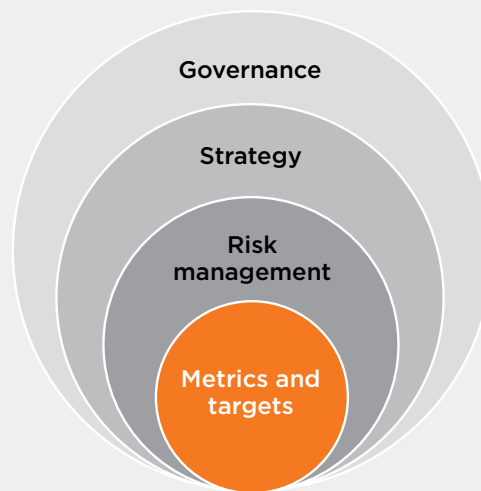 Governance
Strategy
Risk
management
Metrics and
targets